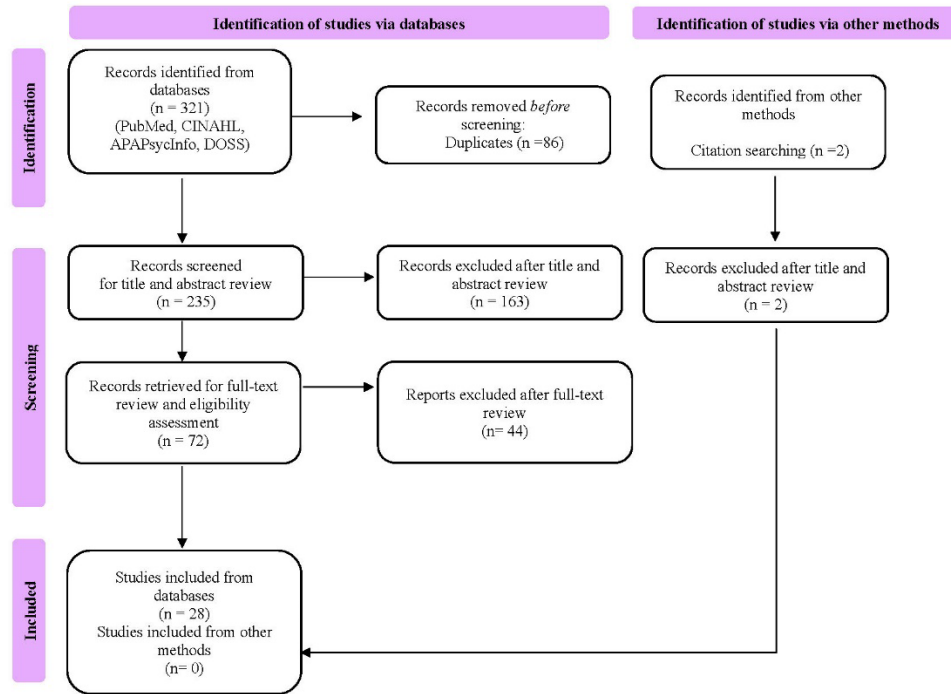 Identification of studies via databases
Identification of studies via other methods
Identification
Records identified from
databases
(n = 321)
(PubMed, CINAHL,
APAPsycInfo, DOSS)
Records removed before
screening:
Duplicates (n =86)
Records identified from other
methods
Citation searching (n =2)
Screening
Records screened
for title and abstract review
(n = 235)
Records excluded after title and
abstract review
(n = 163)
Records excluded after title and
abstract review
(n = 2)
Records retrieved for full-text
review and eligibility
assessment
(n = 72)
Reports excluded after full-text
review
(n= 44)
Included
Studies included from
databases
(n = 28)
Studies included from other
methods
(n= 0)